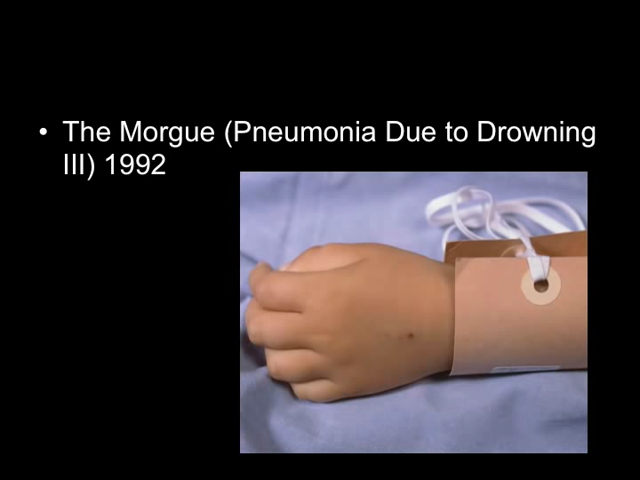 • The Morgue (Pneumonia Due to Drowning
III) 1992